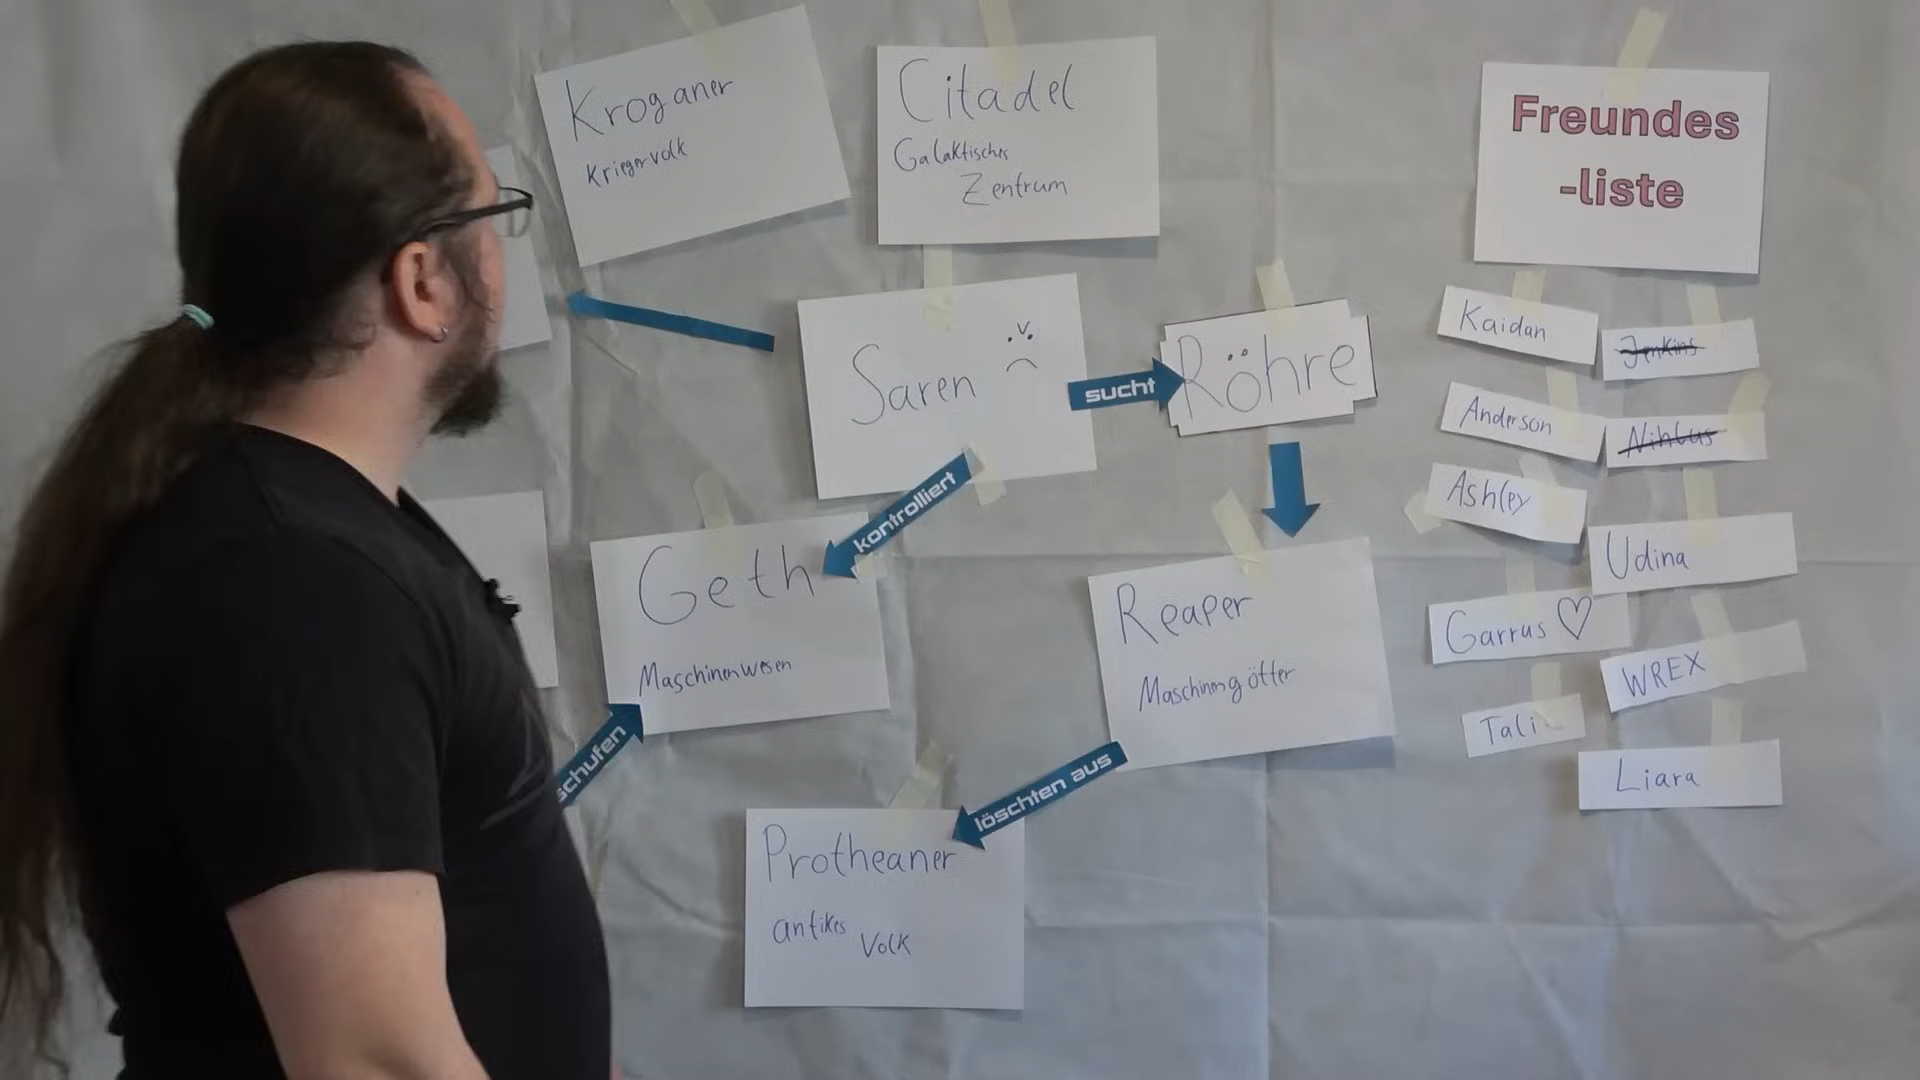 Kroganer
Kriegervolk
Citadel
Galaktisches
Zentrum
Freundes
-liste
Saren
sucht
Röhre
kontrolliert
Geth
Maschinenwesen
schufen
Reaper
Maschinengötter
löschten aus
Protheaner
antikes
Volk
Kaidan
Jenkins
Anderson
Nihlus
Ashley
Udina
Garrus ♡
WREX
Tali
Liara